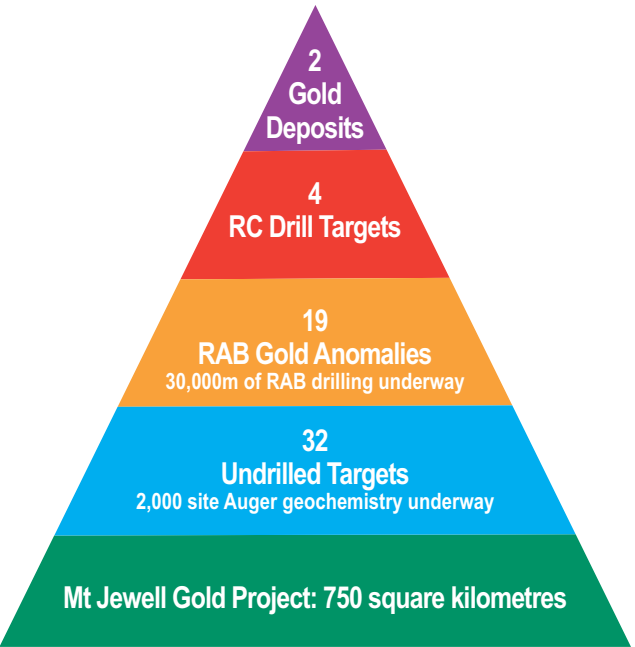 2
Gold
Deposits
4
RC Drill Targets
19
RAB Gold Anomalies
30,000m of RAB drilling underway
32
Undrilled Targets
2,000 site Auger geochemistry underway
Mt Jewell Gold Project: 750 square kilometres